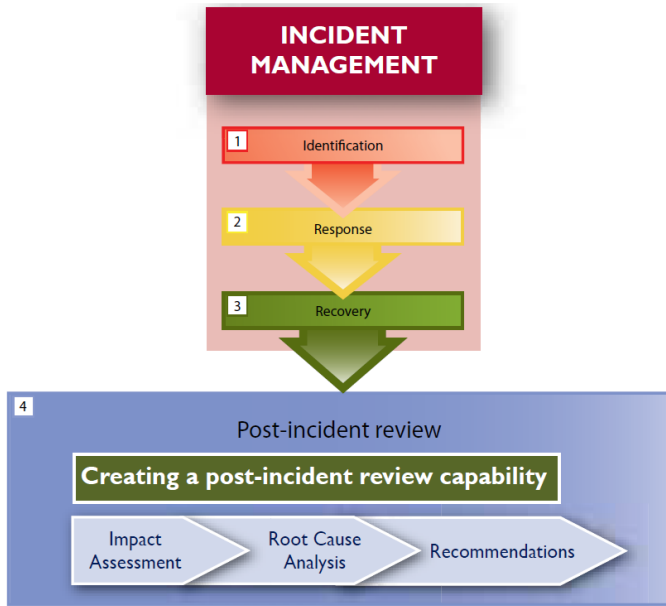 INCIDENT
MANAGEMENT
1
Identification
2
Response
3
Recovery
4
Post-incident review
Creating a post-incident review capability
Impact
Assessment
Root Cause
Analysis
Recommendations